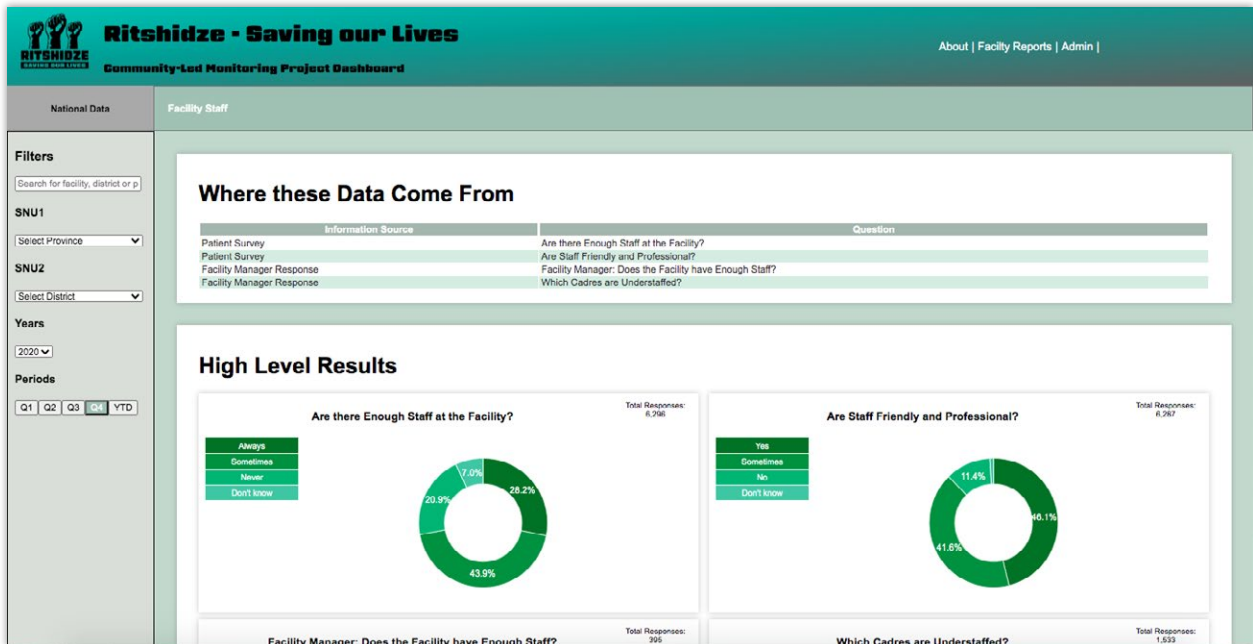 RITSHIDZE
SAVING OUR LIVES
Ritshidze - Saving our Lives
Community-Led Monitoring Project Dashboard
About | Facilty Reports | Admin |
National Data
Facility Staff
Filters
Search for facility, district or p
SNU1
Select Province
SNU2
Select District
Years
2020
Periods
Q1 Q2 Q3 Q4 YTD
Where these Data Come From
Information Source Question
Patient Survey Are there Enough Staff at the Facility?
Patient Survey Are Staff Friendly and Professional?
Facility Manager Response Facility Manager: Does the Facility have Enough Staff?
Facility Manager Response Which Cadres are Understaffed?
High Level Results
Are there Enough Staff at the Facility?
Total Responses:
6,296
Always
Sometimes
Never
Don't know
7.0%
28.2%
20.9%
43.9%
Are Staff Friendly and Professional?
Total Responses:
6,287
Yes
Sometimes
No
Don't know
11.4%
46.1%
41.6%
Facility Manager: Does the Facility have Enough Staff?
Total Responses:
395
Which Cadres are Understaffed?
Total Responses:
1,533